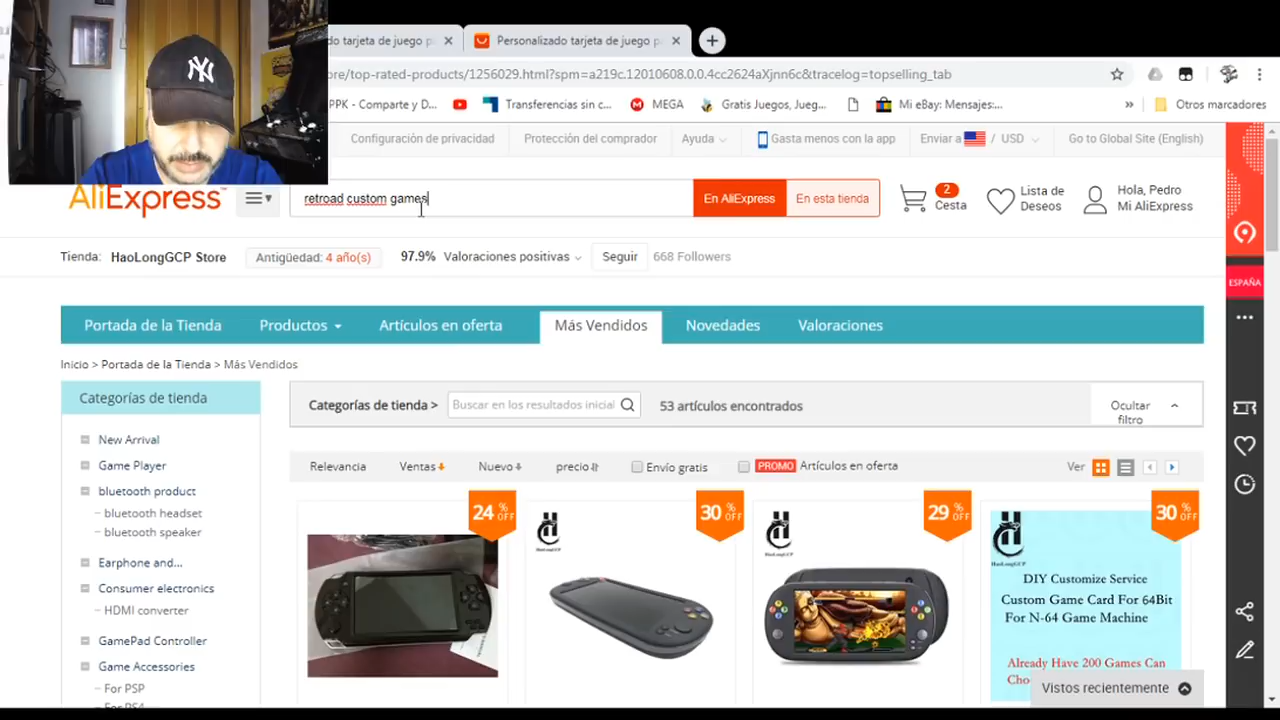 do tarjeta de juego p
Personalizado tarjeta de juego p
ore/top-rated-products/1256029.html?spm=a219c.12010608.0.0.4cc2624aXjnn6c&tracelog=topselling_tab
PPK - Comparte y D...
Transferencias sin c...
MEGA
Gratis Juegos, Jueg...
Mi eBay: Mensajes:...
»
Otros marcadores
Configuración de privacidad
Protección del comprador
Ayuda
Gasta menos con la app
Enviar a / USD
Go to Global Site (English)
AliExpress™
retroad custom games
En AliExpress
En esta tienda
2
Cesta
Lista de
Deseos
Hola, Pedro
Mi AliExpress
Tienda: HaoLongGCP Store
Antigüedad: 4 año(s)
97.9% Valoraciones positivas
Seguir
668 Followers
ESPAÑA
Portada de la Tienda
Productos
Artículos en oferta
Más Vendidos
Novedades
Valoraciones
Inicio > Portada de la Tienda > Más Vendidos
Categorías de tienda
New Arrival
Game Player
bluetooth product
bluetooth headset
bluetooth speaker
Earphone and...
Consumer electronics
HDMI converter
GamePad Controller
Game Accessories
For PSP
For PS4
Categorías de tienda >
Buscar en los resultados inicial
53 artículos encontrados
Ocultar
filtro
Relevancia
Ventas
Nuevo
precio
Envío gratis
PROMO Artículos en oferta
Ver
24 % OFF
30 % OFF
29 % OFF
30 % OFF
HaoLongGCP
HaoLongGCP
HaoLongGCP
DIY Customize Service
Custom Game Card For 64Bit
For N-64 Game Machine
Already Have 200 Games Can
Vistos recientemente